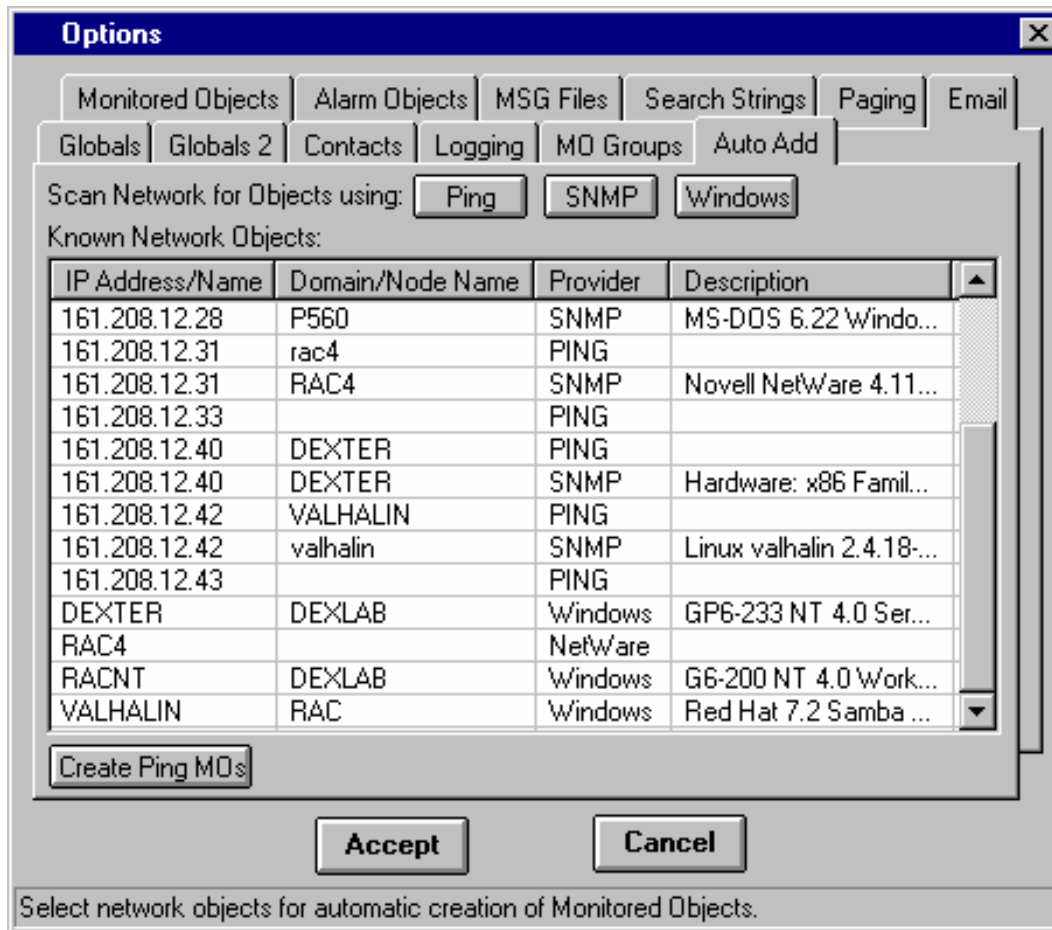 Options
Monitored Objects Alarm Objects MSG Files Search Strings Paging Email
Globals Globals 2 Contacts Logging MO Groups Auto Add
Scan Network for Objects using: Ping SNMP Windows
Known Network Objects:
IP Address/Name Domain/Node Name Provider Description
161.208.12.28 P560 SNMP MS-DOS 6.22 Windo...
161.208.12.31 rac4 PING
161.208.12.31 RAC4 SNMP Novell NetWare 4.11...
161.208.12.33 PING
161.208.12.40 DEXTER PING
161.208.12.40 DEXTER SNMP Hardware: x86 Famil...
161.208.12.42 VALHALIN PING
161.208.12.42 valhalin SNMP Linux valhalin 2.4.18-...
161.208.12.43 PING
DEXTER DEXLAB Windows GP6-233 NT 4.0 Ser...
RAC4 NetWare
RACNT DEXLAB Windows G6-200 NT 4.0 Work...
VALHALIN RAC Windows Red Hat 7.2 Samba ...
Create Ping MOs
Accept Cancel
Select network objects for automatic creation of Monitored Objects.